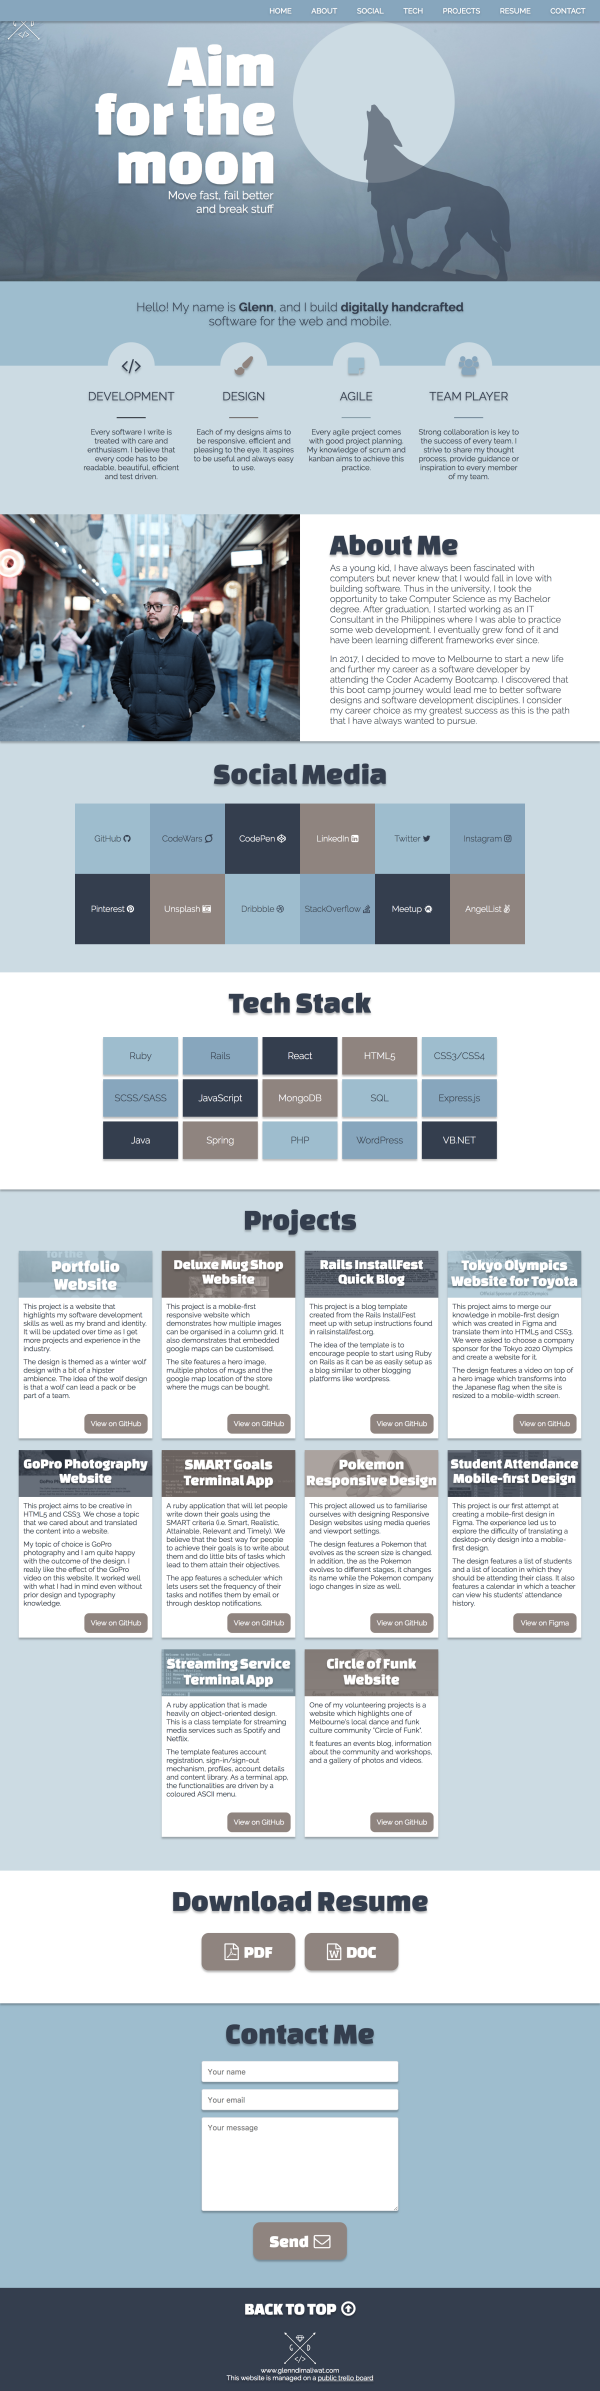 HOME ABOUT SOCIAL TECH PROJECTS RESUME CONTACT
Aim
for the
moon
Move fast, fail better
and break stuff
Hello! My name is Glenn, and I build digitally handcrafted
software for the web and mobile.
DEVELOPMENT
Every software I write is
treated with care and
enthusiasm. I believe that
every code has to be
readable, beautiful, efficient
and test driven.
DESIGN
Each of my designs aims to
be responsive, efficient and
pleasing to the eye. It aspires
to be useful and always easy
to use.
AGILE
Every agile project comes
with good project planning.
My knowledge of scrum and
kanban aims to achieve this
practice.
TEAM PLAYER
Strong collaboration is key to
the success of every team. I
strive to share my thought
process, provide guidance or
inspiration to every member
of my team.
About Me
As a young kid, I have always been fascinated with
computers but never knew that I would fall in love with
building software. Thus in the university, I took the
opportunity to take Computer Science as my Bachelor
degree. After graduation, I started working as an IT
Consultant in the Philippines where I was able to practice
some web development. I eventually grew fond of it and
have been learning different frameworks ever since.
In 2017, I decided to move to Melbourne to start a new life
and further my career as a software developer by
attending the Coder Academy Bootcamp. I discovered that
this boot camp journey would lead me to better software
designs and software development disciplines. I consider
my career choice as my greatest success as this is the path
that I have always wanted to pursue.
Social Media
GitHub CodeWars CodePen LinkedIn Twitter Instagram
Pinterest Unsplash Dribbble StackOverflow Meetup AngelList
Tech Stack
Ruby Rails React HTML5 CSS3/CSS4
SCSS/SASS JavaScript MongoDB SQL Express.js
Java Spring PHP WordPress VB.NET
Projects
Portfolio
Website
This project is a website that
highlights my software development
skills as well as my brand and identity.
It will be updated over time as I get
more projects and experience in the
industry.
The design is themed as a winter wolf
design with a bit of a hipster
ambience. The idea of the wolf design
is that a wolf can lead a pack or be
part of a team.
View on GitHub
Deluxe Mug Shop
Website
This project is a mobile-first
responsive website which
demonstrates how multiple images
can be organised in a column grid. It
also demonstrates that embedded
google maps can be customised.
The site features a hero image,
multiple photos of mugs and the
google map location of the store
where the mugs can be bought.
View on GitHub
Rails InstallFest
Quick Blog
This project is a blog template
created from the Rails InstallFest
meet up with setup instructions found
in railsinstallfest.org.
The idea of the template is to
encourage people to start using Ruby
on Rails as it can be as easily setup as
a blog similar to other blogging
platforms like wordpress.
View on GitHub
Tokyo Olympics
Website for Toyota
This project aims to merge our
knowledge in mobile-first design
which was created in Figma and
translate them into HTML5 and CSS3.
We were asked to choose a company
sponsor for the Tokyo 2020 Olympics
and create a website for it.
The design features a video on top of
a hero image which transforms into
the Japanese flag when the site is
resized to a mobile-width screen.
View on GitHub
GoPro Photography
Website
This project aims to be creative in
HTML5 and CSS3. We chose a topic
that we cared about and translated
the content into a website.
My topic of choice is GoPro
photography and I am quite happy
with the outcome of the design. I
really like the effect of the GoPro
video on this website. It worked well
with what I had in mind even without
prior design and typography
knowledge.
View on GitHub
SMART Goals
Terminal App
A ruby application that will let people
write down their goals using the
SMART criteria (i.e. Smart, Realistic,
Attainable, Relevant and Timely). We
believe that the best way for people
to achieve their goals is to write about
them and do little bits of tasks which
lead to them attain their objectives.
The app features a scheduler which
lets users set the frequency of their
tasks and notifies them by email or
through desktop notifications.
View on GitHub
Pokemon
Responsive Design
This project allowed us to familiarise
ourselves with designing Responsive
Design websites using media queries
and viewport settings.
The design features a Pokemon that
evolves as the screen size is changed.
In addition, the as the Pokemon
evolves to different stages, it changes
its name while the Pokemon company
logo changes in size as well.
View on GitHub
Student Attendance
Mobile-first Design
This project is our first attempt at
creating a mobile-first design in
Figma. The experience led us to
explore the difficulty of translating a
desktop-only design into a mobile-
first design.
The design features a list of students
and a list of location in which they
should be attending their class. It also
features a calendar in which a teacher
can view his students' attendance
history.
View on Figma
Streaming Service
Terminal App
A ruby application that is made
heavily on object-oriented design.
This is a class template for streaming
media services such as Spotify and
Netflix.
The template features account
registration, sign-in/sign-out
mechanism, profiles, account details
and content library. As a terminal app,
the functionalities are driven by a
coloured ASCII menu.
View on GitHub
Circle of Funk
Website
One of my volunteering projects is a
website which highlights one of
Melbourne's local dance and funk
culture community "Circle of Funk".
It features an events blog, information
about the community and workshops,
and a gallery of photos and videos.
View on GitHub
Download Resume
PDF DOC
Contact Me
Your name
Your email
Your message
Send
BACK TO TOP
G D
www.glenndimaliwat.com
This website is managed on a public trello board